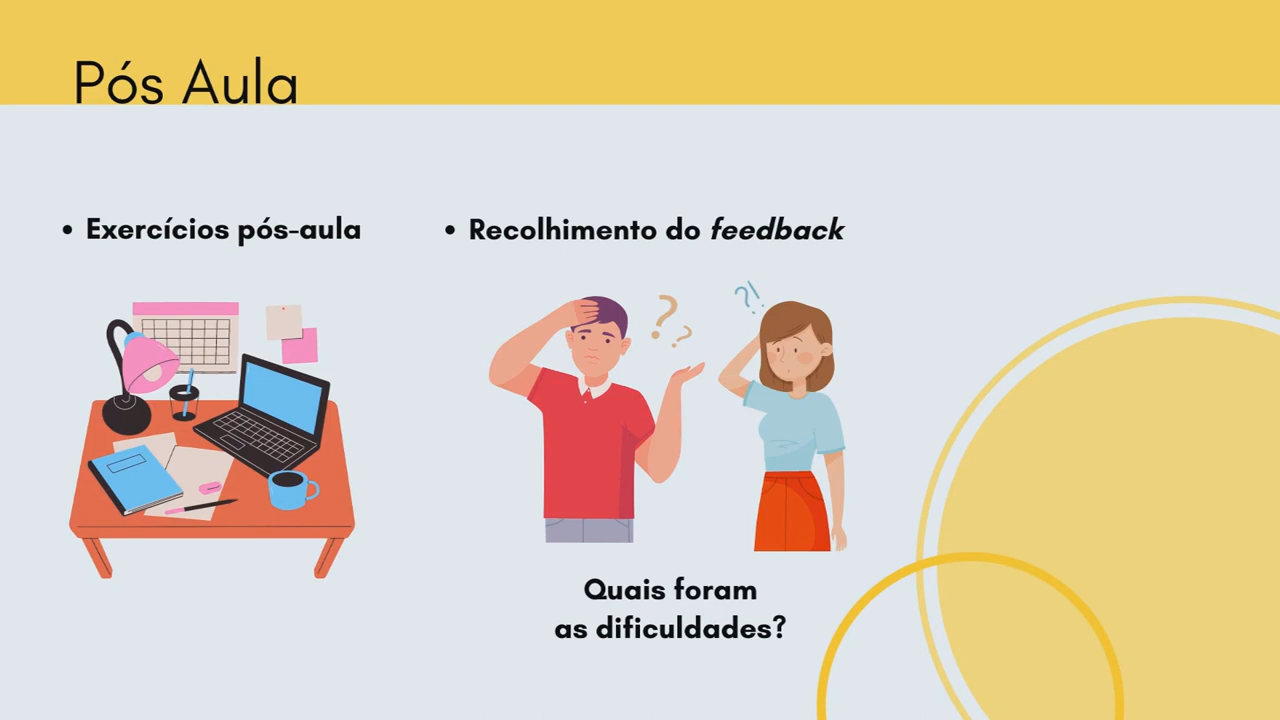 Pós Aula
• Exercícios pós-aula
• Recolhimento do feedback
??
?!
Quais foram
as dificuldades?